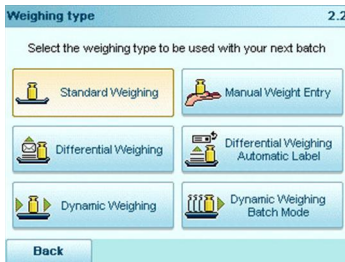 Weighing type 2.2
Select the weighing type to be used with your next batch
Standard Weighing
Manual Weight Entry
Differential Weighing
Differential Weighing
Automatic Label
Dynamic Weighing
Dynamic Weighing
Batch Mode
Back